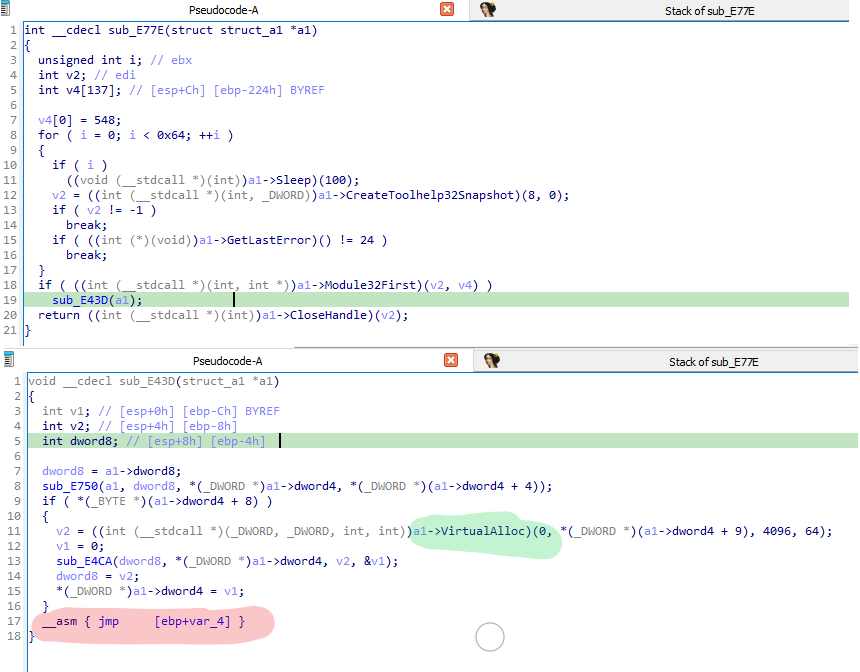 Pseudocode-A
Stack of sub_E77E
1 int __cdecl sub_E77E(struct struct_a1 *a1)
2 {
3 unsigned int i; // ebx
4 int v2; // edi
5 int v4[137]; // [esp+Ch] [ebp-224h] BYREF
6
7 v4[0] = 548;
8 for ( i = 0; i < 0x64; ++i )
9 {
10 if ( i )
11 ((void (__stdcall *)(int))a1->Sleep)(100);
12 v2 = ((int (__stdcall *)(int, _DWORD))a1->CreateToolhelp32Snapshot)(8, 0);
13 if ( v2 != -1 )
14 break;
15 if ( ((int (*)(void))a1->GetLastError)() != 24 )
16 break;
17 }
18 if ( ((int (__stdcall *)(int, int *))a1->Module32First)(v2, v4) )
19 sub_E43D(a1);
20 return ((int (__stdcall *)(int))a1->CloseHandle)(v2);
21 }
Pseudocode-A
Stack of sub_E77E
1 void __cdecl sub_E43D(struct_a1 *a1)
2 {
3 int v1; // [esp+0h] [ebp-Ch] BYREF
4 int v2; // [esp+4h] [ebp-8h]
5 int dword8; // [esp+8h] [ebp-4h]
6
7 dword8 = a1->dword8;
8 sub_E750(a1, dword8, *(_DWORD *)a1->dword4, *(_DWORD *)(a1->dword4 + 4));
9 if ( *(_BYTE *)(a1->dword4 + 8) )
10 {
11 v2 = ((int (__stdcall *)(_DWORD, _DWORD, int, int))a1->VirtualAlloc)(0, *(_DWORD *)(a1->dword4 + 9), 4096, 64);
12 v1 = 0;
13 sub_E4CA(dword8, *(_DWORD *)a1->dword4, v2, &v1);
14 dword8 = v2;
15 *(_DWORD *)a1->dword4 = v1;
16 }
17 __asm { jmp [ebp+var_4] }
18 }